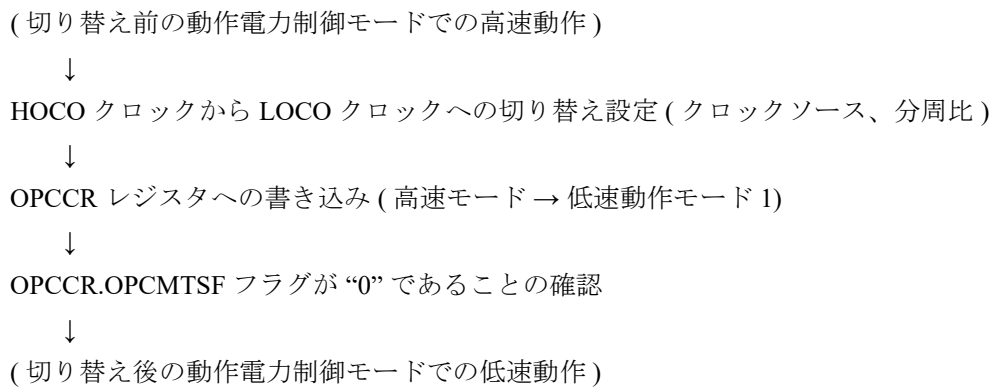 ( 切り替え前の動作電力制御モードでの高速動作 )
↓
HOCO クロックから LOCO クロックへの切り替え設定 ( クロックソース、分周比 )
↓
OPCCR レジスタへの書き込み ( 高速モード → 低速動作モード 1)
↓
OPCCR.OPCMTSF フラグが “0” であることの確認
↓
( 切り替え後の動作電力制御モードでの低速動作 )